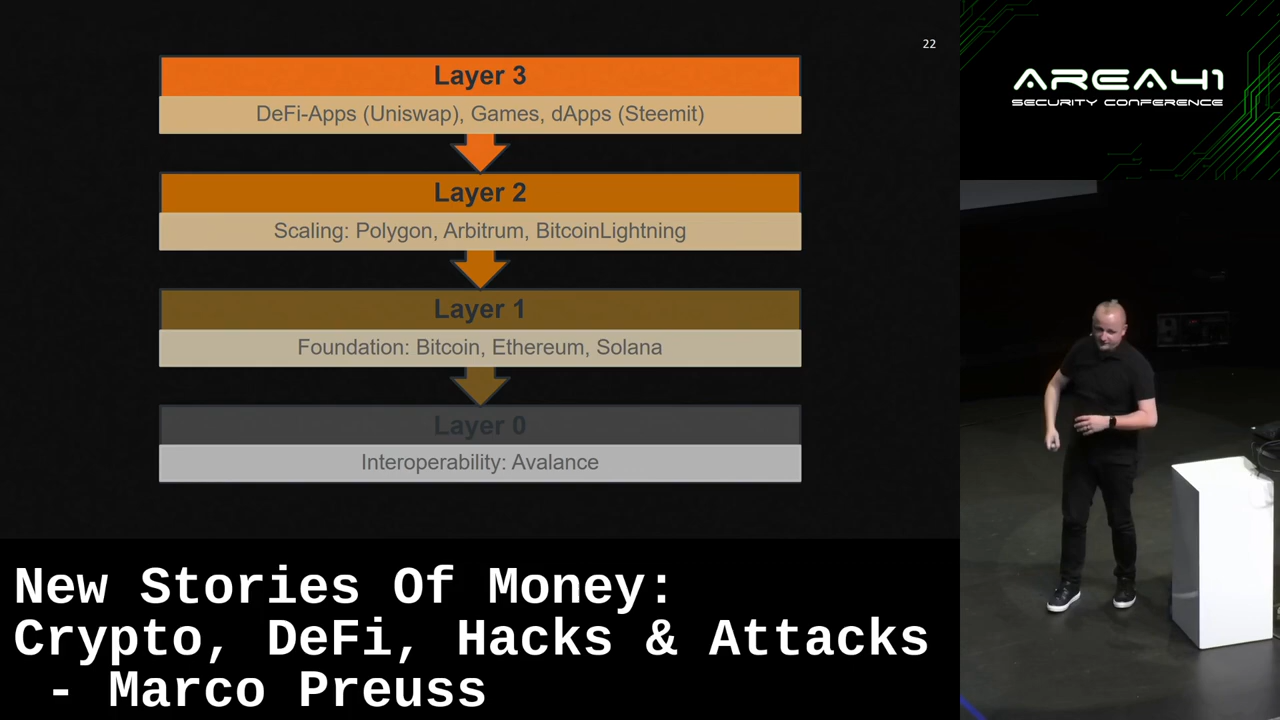 22
Layer 3
DeFi-Apps (Uniswap), Games, dApps (Steemit)
Layer 2
Scaling: Polygon, Arbitrum, BitcoinLightning
Layer 1
Foundation: Bitcoin, Ethereum, Solana
Layer 0
Interoperability: Avalance
AREA41
SECURITY CONFERENCE
New Stories Of Money:
Crypto, DeFi, Hacks & Attacks
- Marco Preuss